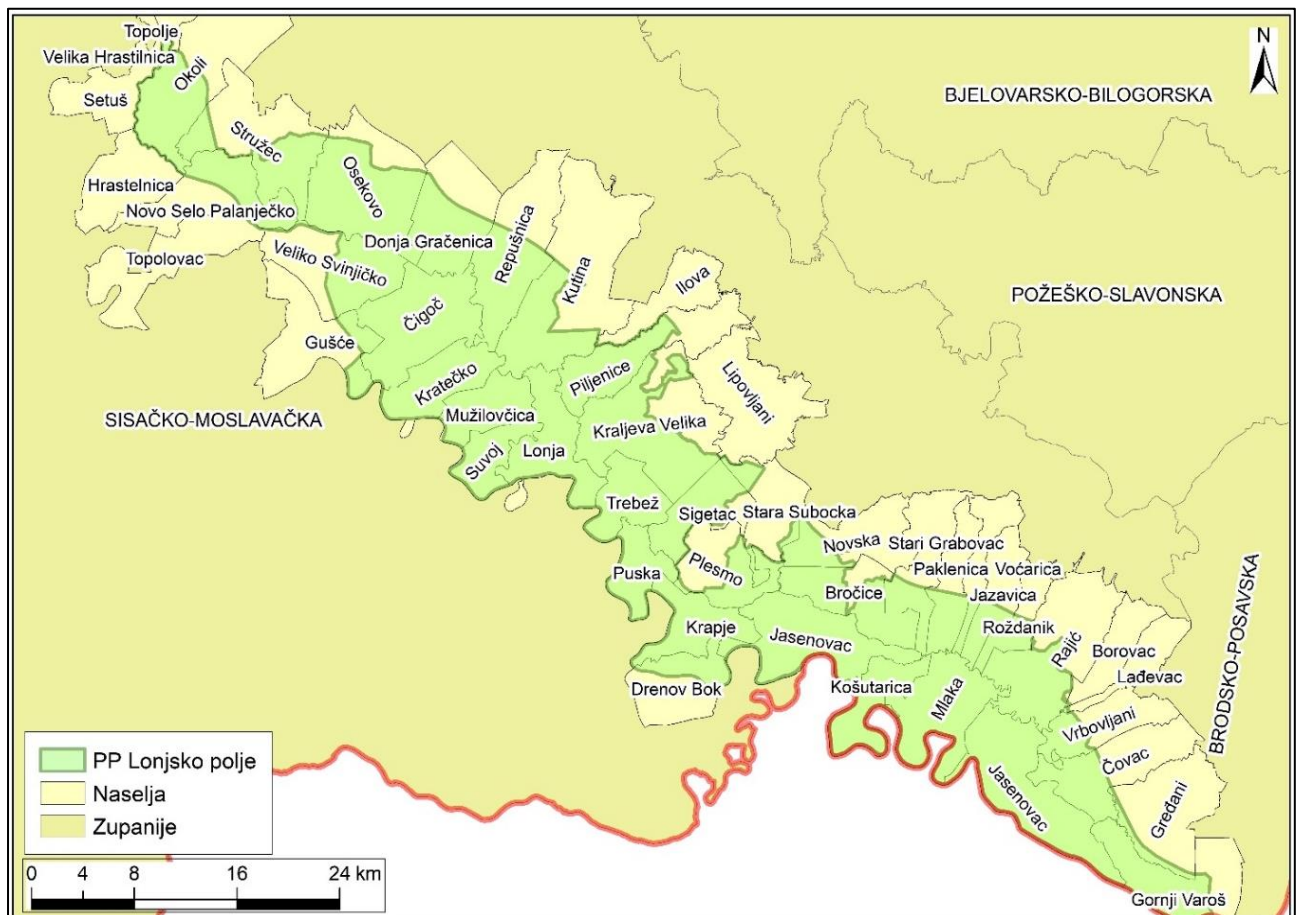 Topolje
N
Velika Hrastilnica
Okoli
BJELOVARSKO-BILOGORSKA
Setuš
Stružec
Osekovo
Hrastelnica
Novo Selo Palanječko
Donja Gračenica
Repušnica
Veliko Svinjičko
Topolovac
Kutina
Ilova
POŽEŠKO-SLAVONSKA
Čigoč
Gušće
Lipovljani
Kratečko
Piljenice
SISAČKO-MOSLAVAČKA
Mužilovčica
Kraljeva Velika
Suvoj
Lonja
Trebež
Sigetac
Stara Subocka
Novska
Stari Grabovac
Plesmo
Puska
Paklenica
Voćarica
Bročice
Jazavica
Krapje
Jasenovac
Roždanik
Rajić
Borovac
Lađevac
Drenov Bok
Košutarica
Mlaka
BRODSKO-POSAVSKA
Vrbovljani
Čovac
Jasenovac
Gređani
Gornji Varoš
PP Lonjsko polje
Naselja
Zupanije
0 4 8 16 24 km